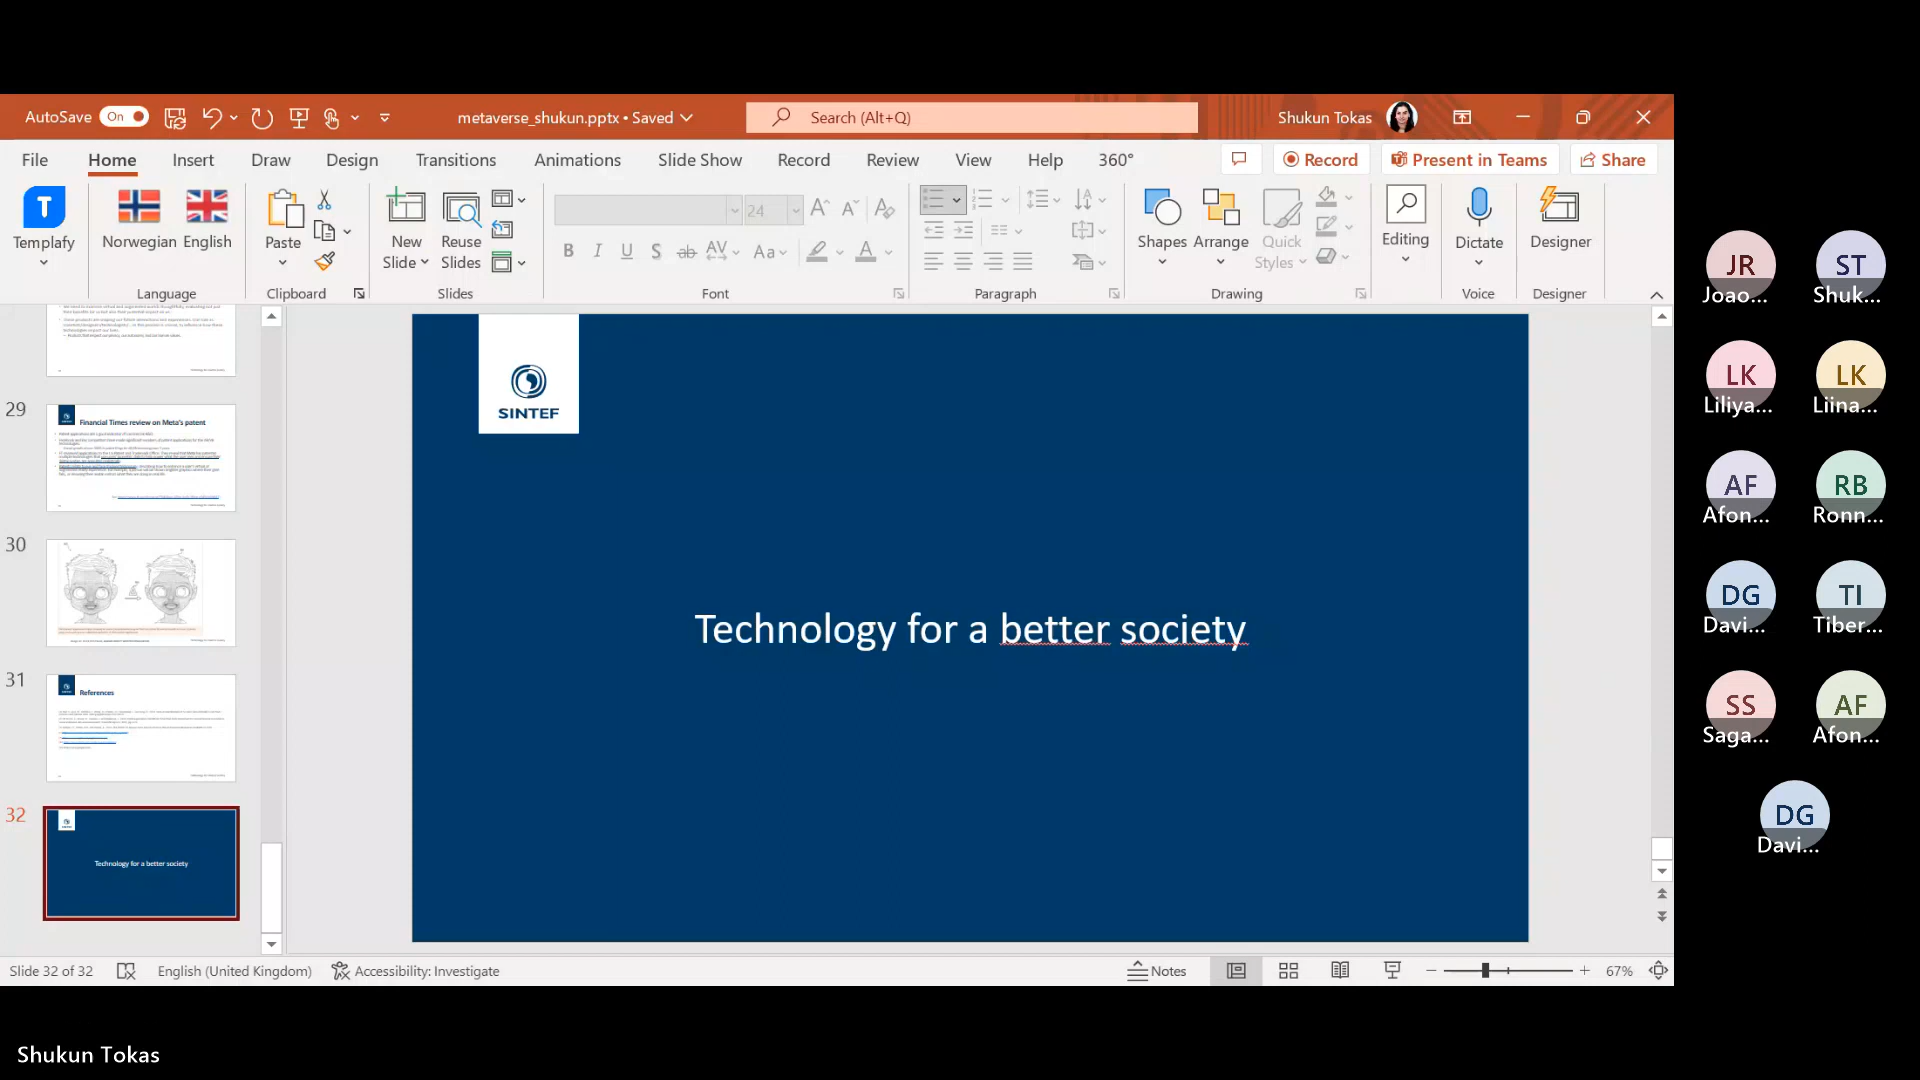 AutoSave On
metaverse_shukun.pptx • Saved
Search (Alt+Q)
Shukun Tokas
File Home Insert Draw Design Transitions Animations Slide Show Record Review View Help 360°
Record
Present in Teams
Share
Templafy
Norwegian English
Language
Paste
Clipboard
New Slide
Reuse Slides
Slides
24
Font
Paragraph
Shapes Arrange Quick Styles
Drawing
Editing
Dictate
Voice
Designer
Designer
29
Financial Times review on Meta's patent
30
31
References
32
SINTEF
Technology for a better society
SINTEF
Technology for a better society
Slide 32 of 32
English (United Kingdom)
Accessibility: Investigate
Notes
67%
JR
Joao...
ST
Shuk...
LK
Liliya...
LK
Liina...
AF
Afon...
RB
Ronn...
DG
Davi...
TI
Tiber...
SS
Saga...
AF
Afon...
DG
Davi...
Shukun Tokas